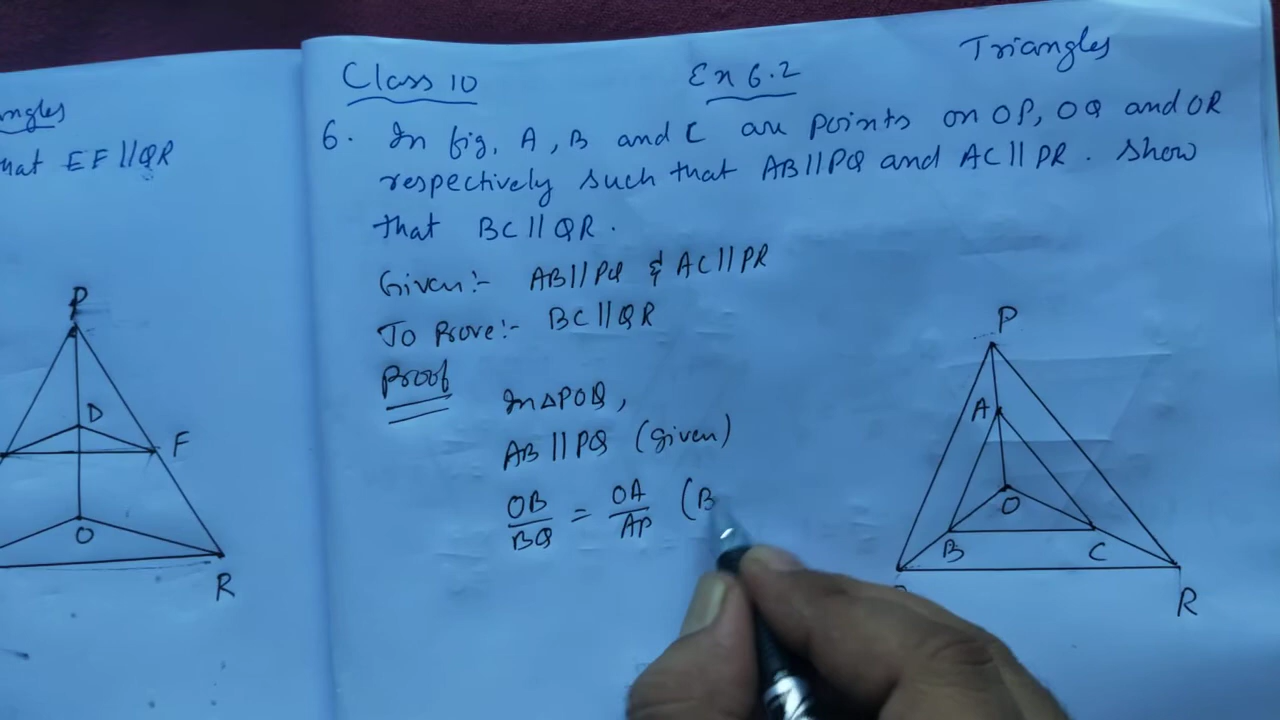 ngles
hat EF || QR
P
D
F
O
R
Class 10
Ex 6.2
Triangles
6. In fig, A, B and C are points on OP, OQ and OR
respectively such that AB || PQ and AC || PR. Show
that BC || QR.
Given:- AB || PQ & AC || PR
To Prove:- BC || QR
Proof
In △POQ,
AB || PQ (given)
OB/BQ = OA/AP (B
P
A
O
B
C
R